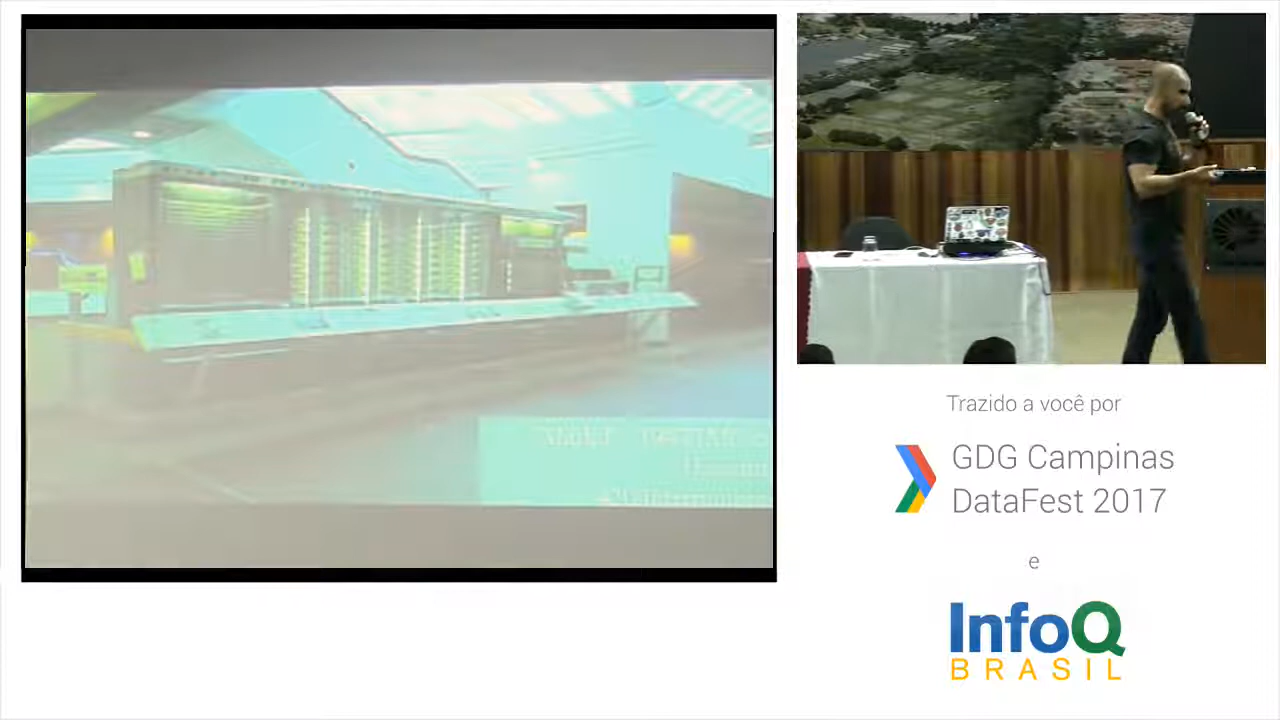 Trazido a você por
GDG Campinas
DataFest 2017
e
InfoQ
BRASIL